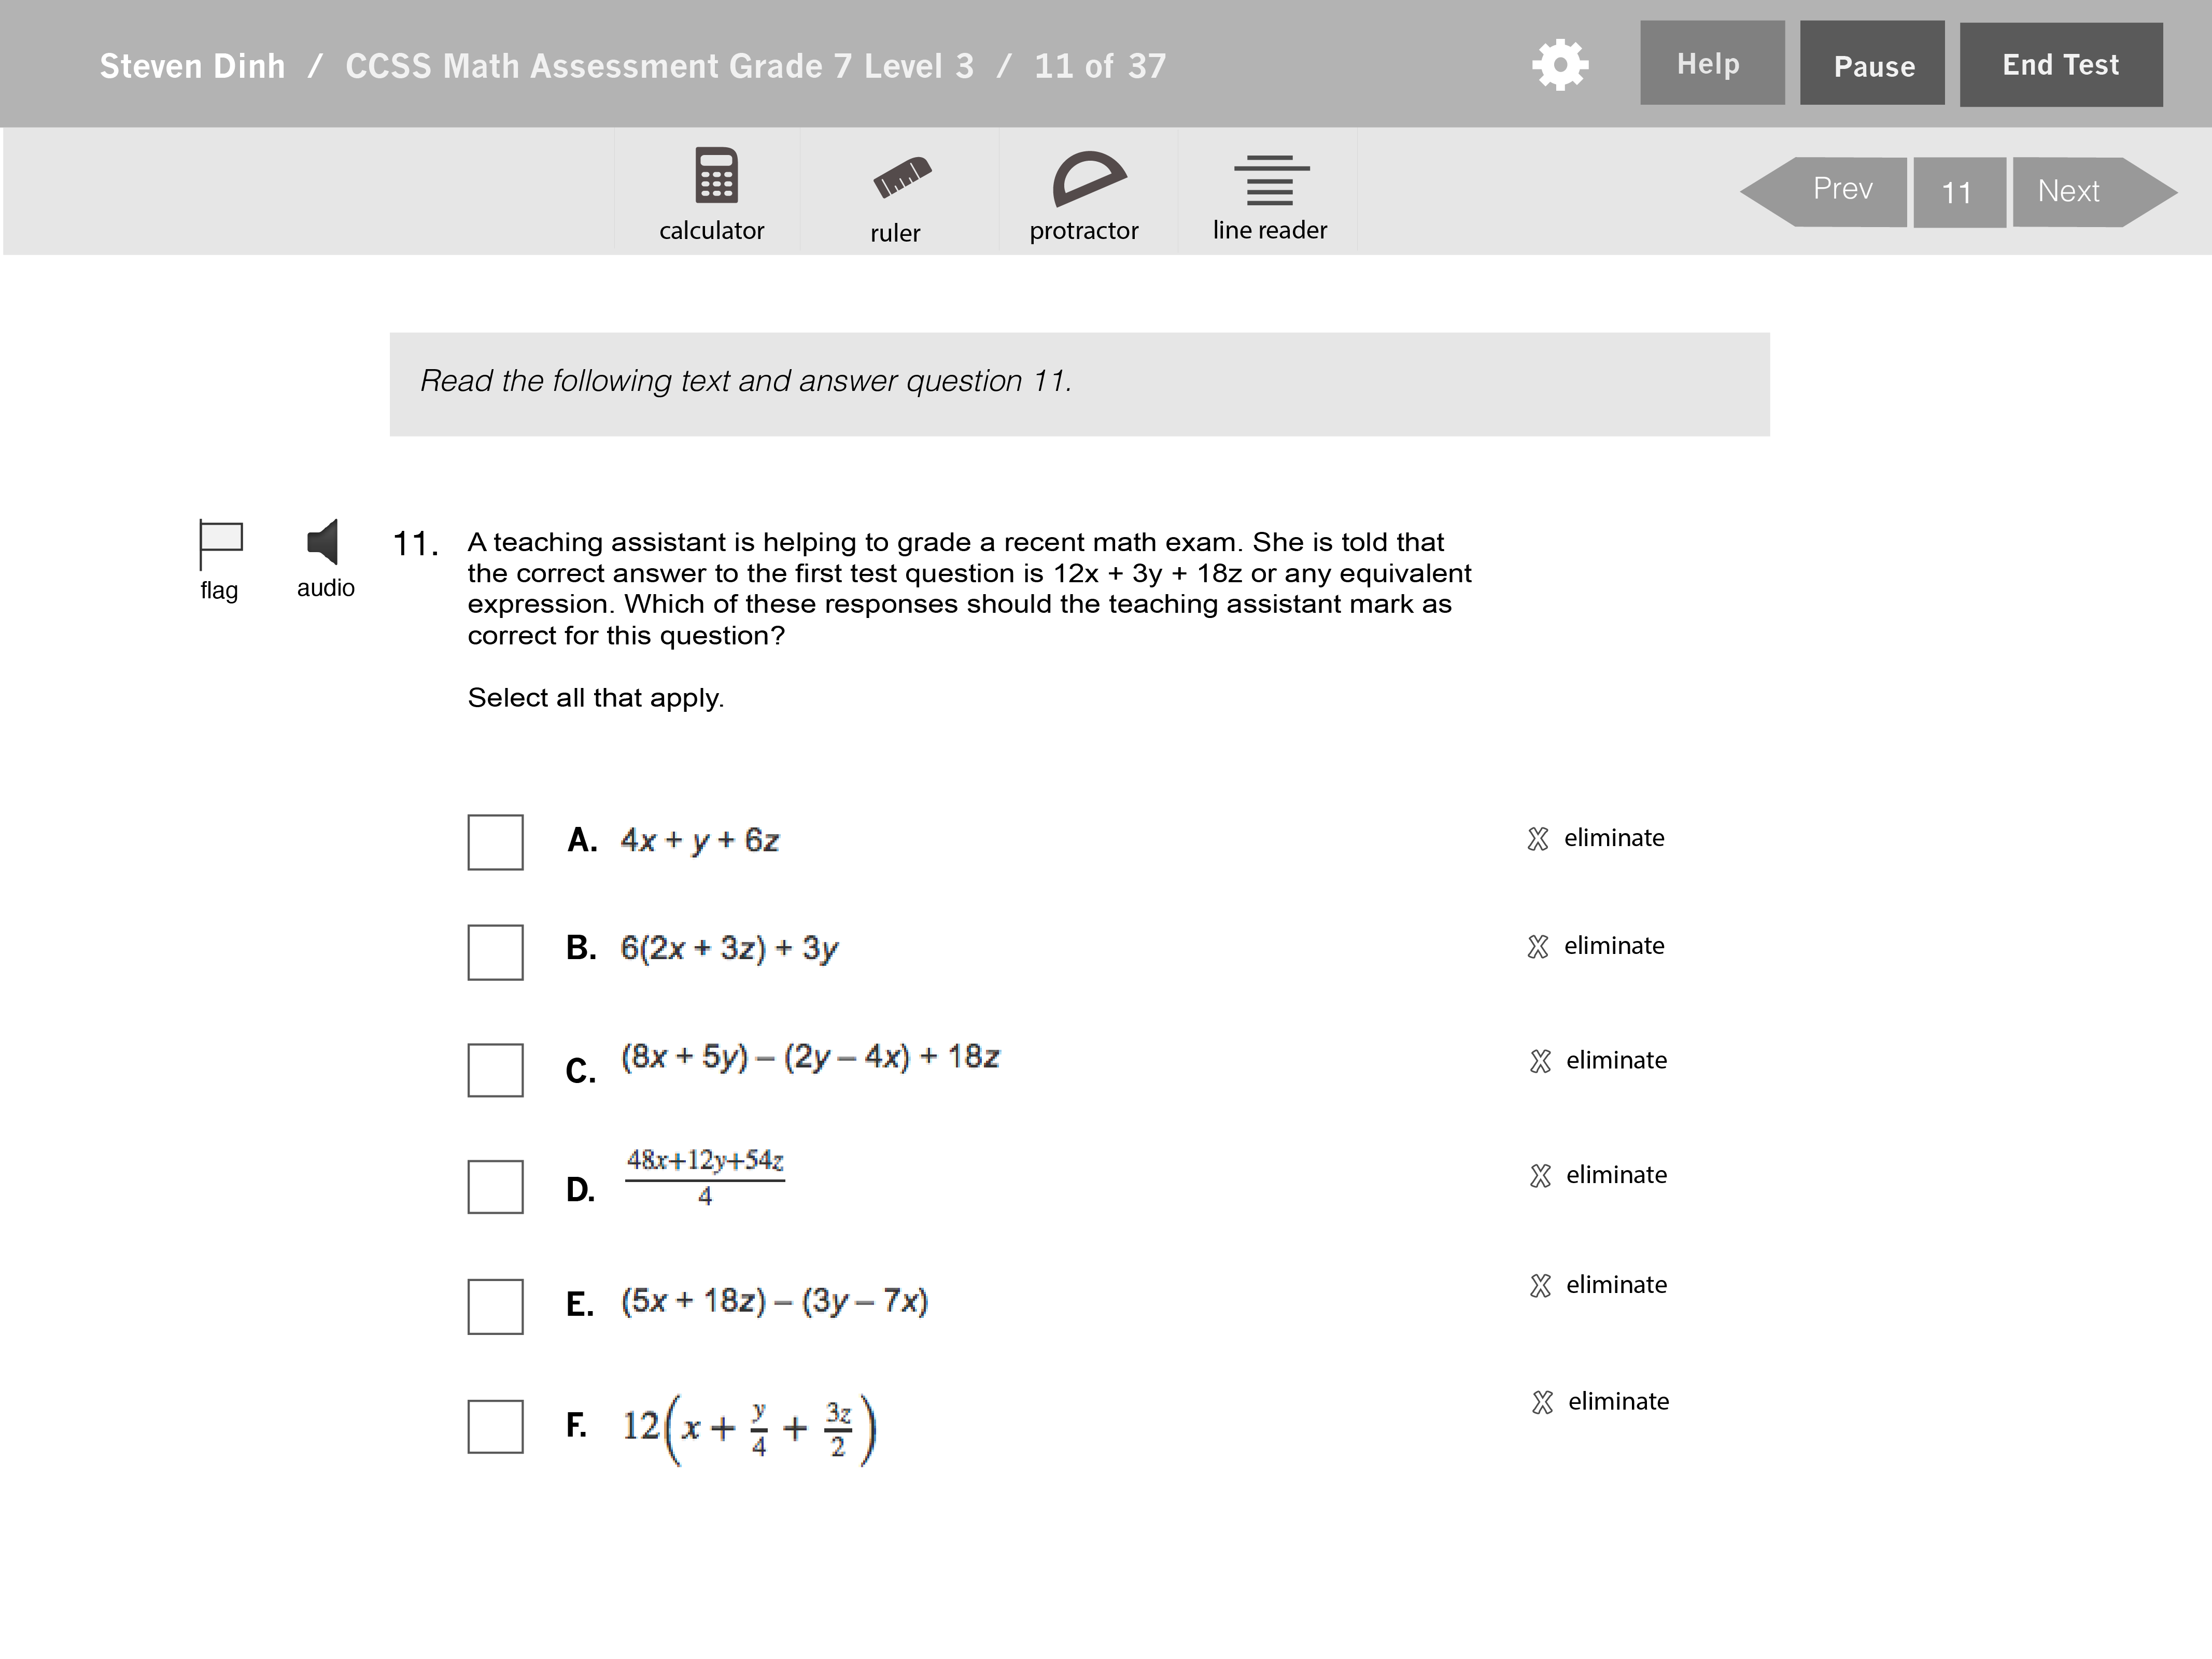 Steven Dinh / CCSS Math Assessment Grade 7 Level 3 / 11 of 37
Help
Pause
End Test
calculator
ruler
protractor
line reader
Prev
11
Next
Read the following text and answer question 11.
flag
audio
11. A teaching assistant is helping to grade a recent math exam. She is told that
the correct answer to the first test question is 12x + 3y + 18z or any equivalent
expression. Which of these responses should the teaching assistant mark as
correct for this question?
Select all that apply.
A. 4x + y + 6z
X eliminate
B. 6(2x + 3z) + 3y
X eliminate
C. (8x + 5y) – (2y – 4x) + 18z
X eliminate
D. \frac{48x+12y+54z}{4}
X eliminate
E. (5x + 18z) – (3y – 7x)
X eliminate
F. 12(x + \frac{y}{4} + \frac{3z}{2})
X eliminate